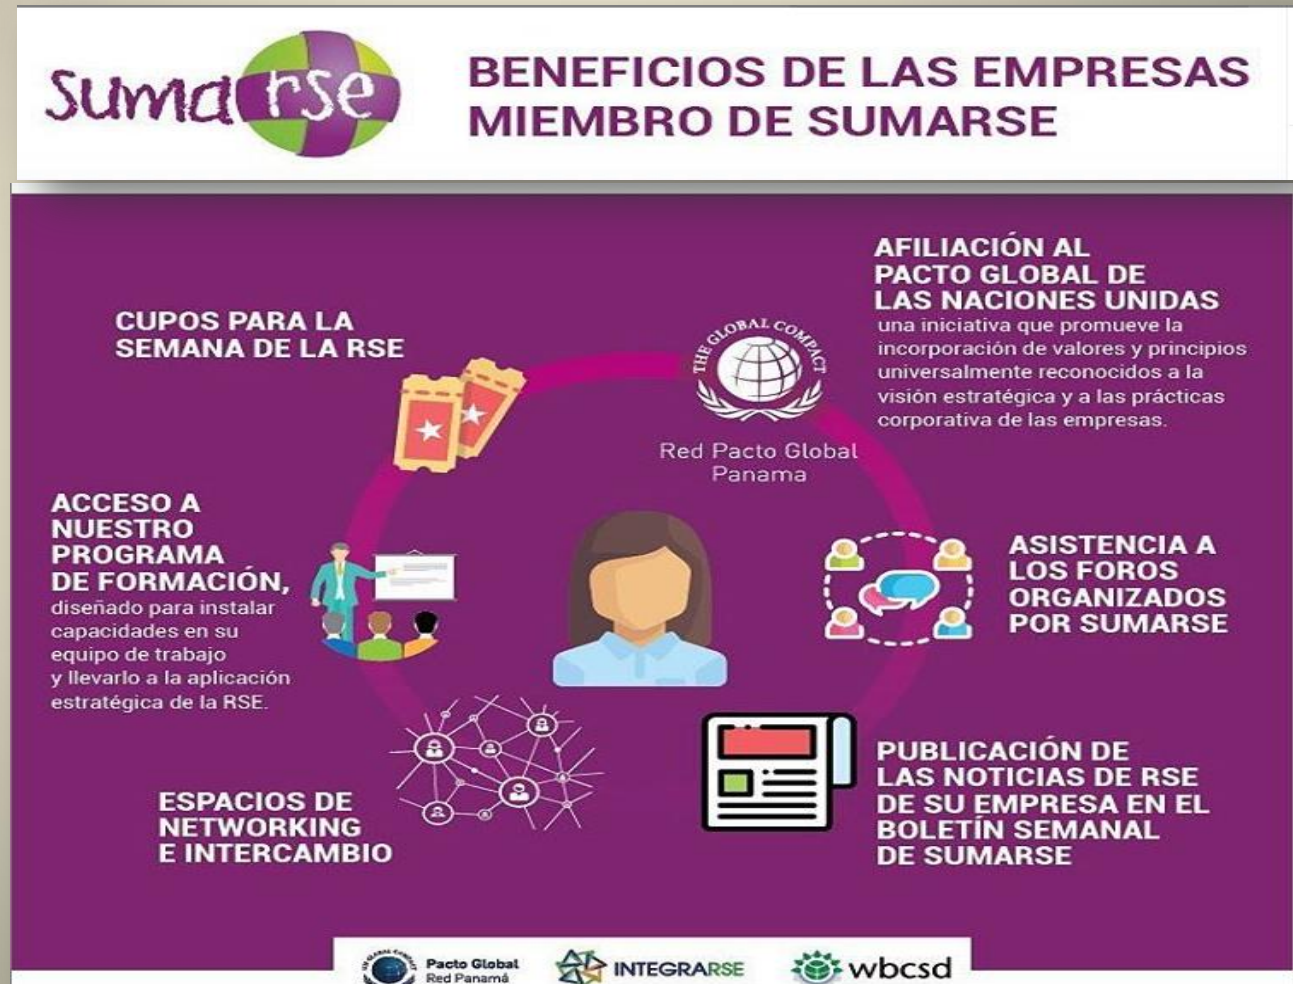 sumarse
BENEFICIOS DE LAS EMPRESAS
MIEMBRO DE SUMARSE
CUPOS PARA LA
SEMANA DE LA RSE
THE GLOBAL COMPACT
Red Pacto Global
Panama
AFILIACIÓN AL
PACTO GLOBAL DE
LAS NACIONES UNIDAS
una iniciativa que promueve la
incorporación de valores y principios
universalmente reconocidos a la
visión estratégica y a las prácticas
corporativa de las empresas.
ACCESO A
NUESTRO
PROGRAMA
DE FORMACIÓN,
diseñado para instalar
capacidades en su
equipo de trabajo
y llevarlo a la aplicación
estratégica de la RSE.
ASISTENCIA A
LOS FOROS
ORGANIZADOS
POR SUMARSE
ESPACIOS DE
NETWORKING
E INTERCAMBIO
PUBLICACIÓN DE
LAS NOTICIAS DE RSE
DE SU EMPRESA EN EL
BOLETÍN SEMANAL
DE SUMARSE
Pacto Global
Red Panamá
INTEGRARSE
wbcsd